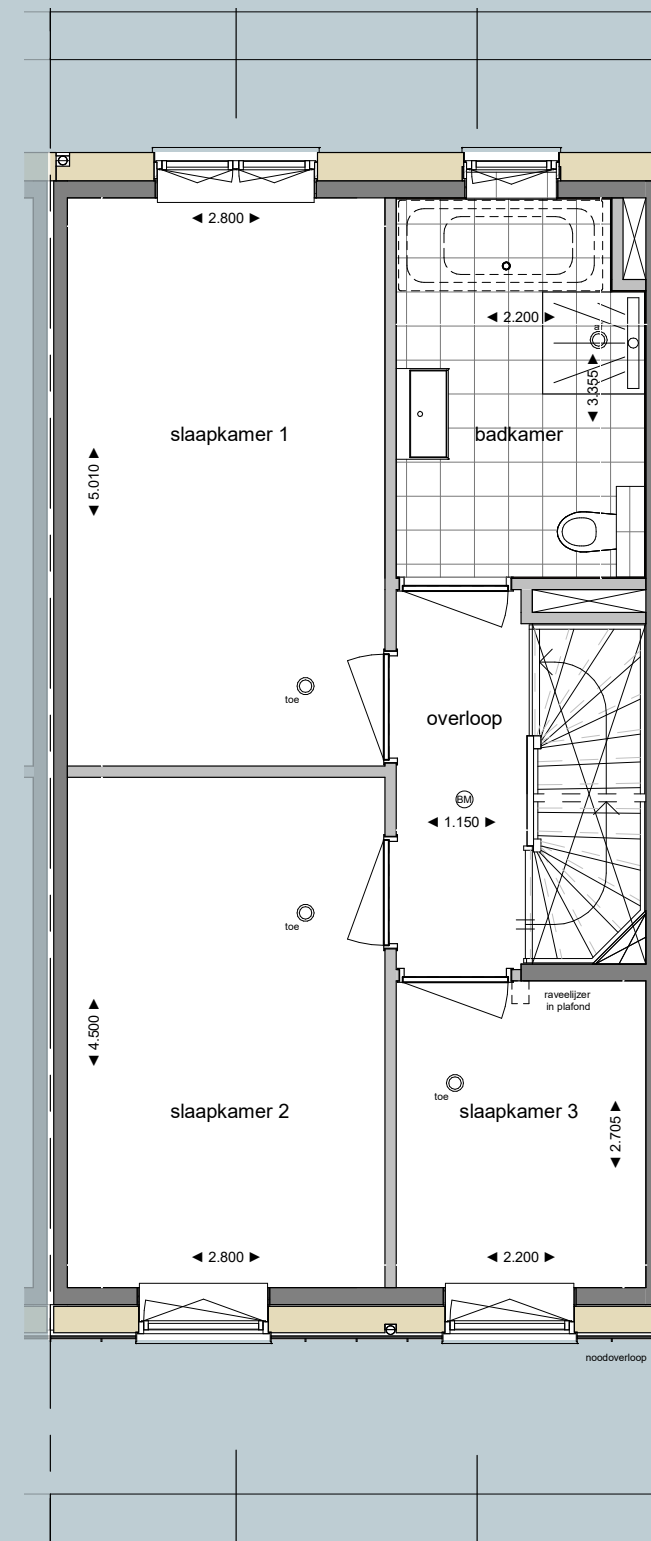 ◄ 2.800 ►
◄ 2.200 ►
a
◄ 3.355 ►
slaapkamer 1
badkamer
◄ 5.010 ►
toe
overloop
BM
◄ 1.150 ►
toe
raveelijzer
in plafond
◄ 4.500 ►
toe
slaapkamer 2
slaapkamer 3
◄ 2.705 ►
◄ 2.800 ►
◄ 2.200 ►
noodoverloop